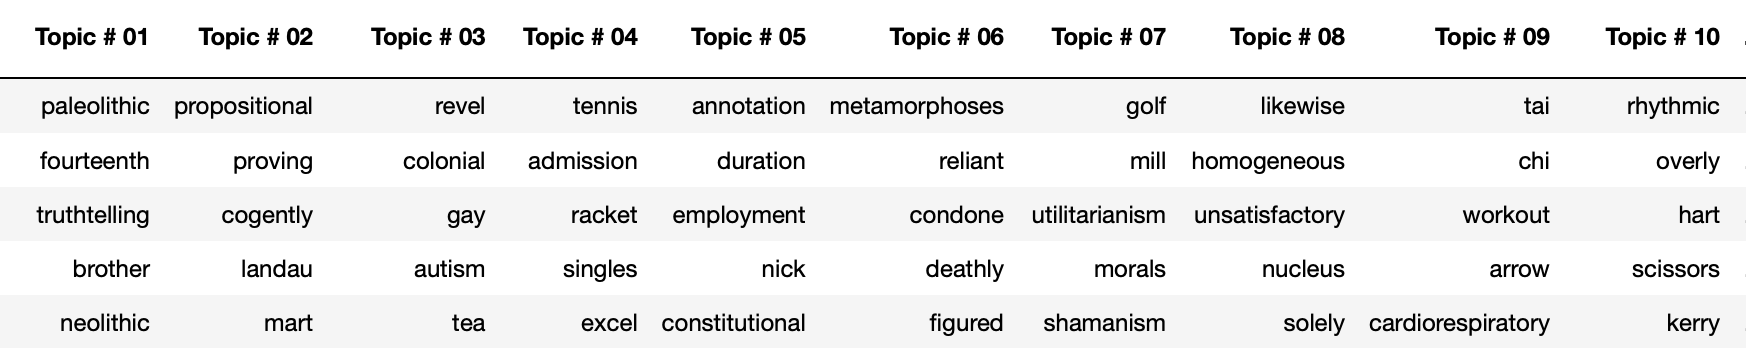 Topic # 01 Topic # 02 Topic # 03 Topic # 04 Topic # 05 Topic # 06 Topic # 07 Topic # 08 Topic # 09 Topic # 10
paleolithic propositional revel tennis annotation metamorphoses golf likewise tai rhythmic
fourteenth proving colonial admission duration reliant mill homogeneous chi overly
truthtelling cogently gay racket employment condone utilitarianism unsatisfactory workout hart
brother landau autism singles nick deathly morals nucleus arrow scissors
neolithic mart tea excel constitutional figured shamanism solely cardiorespiratory kerry